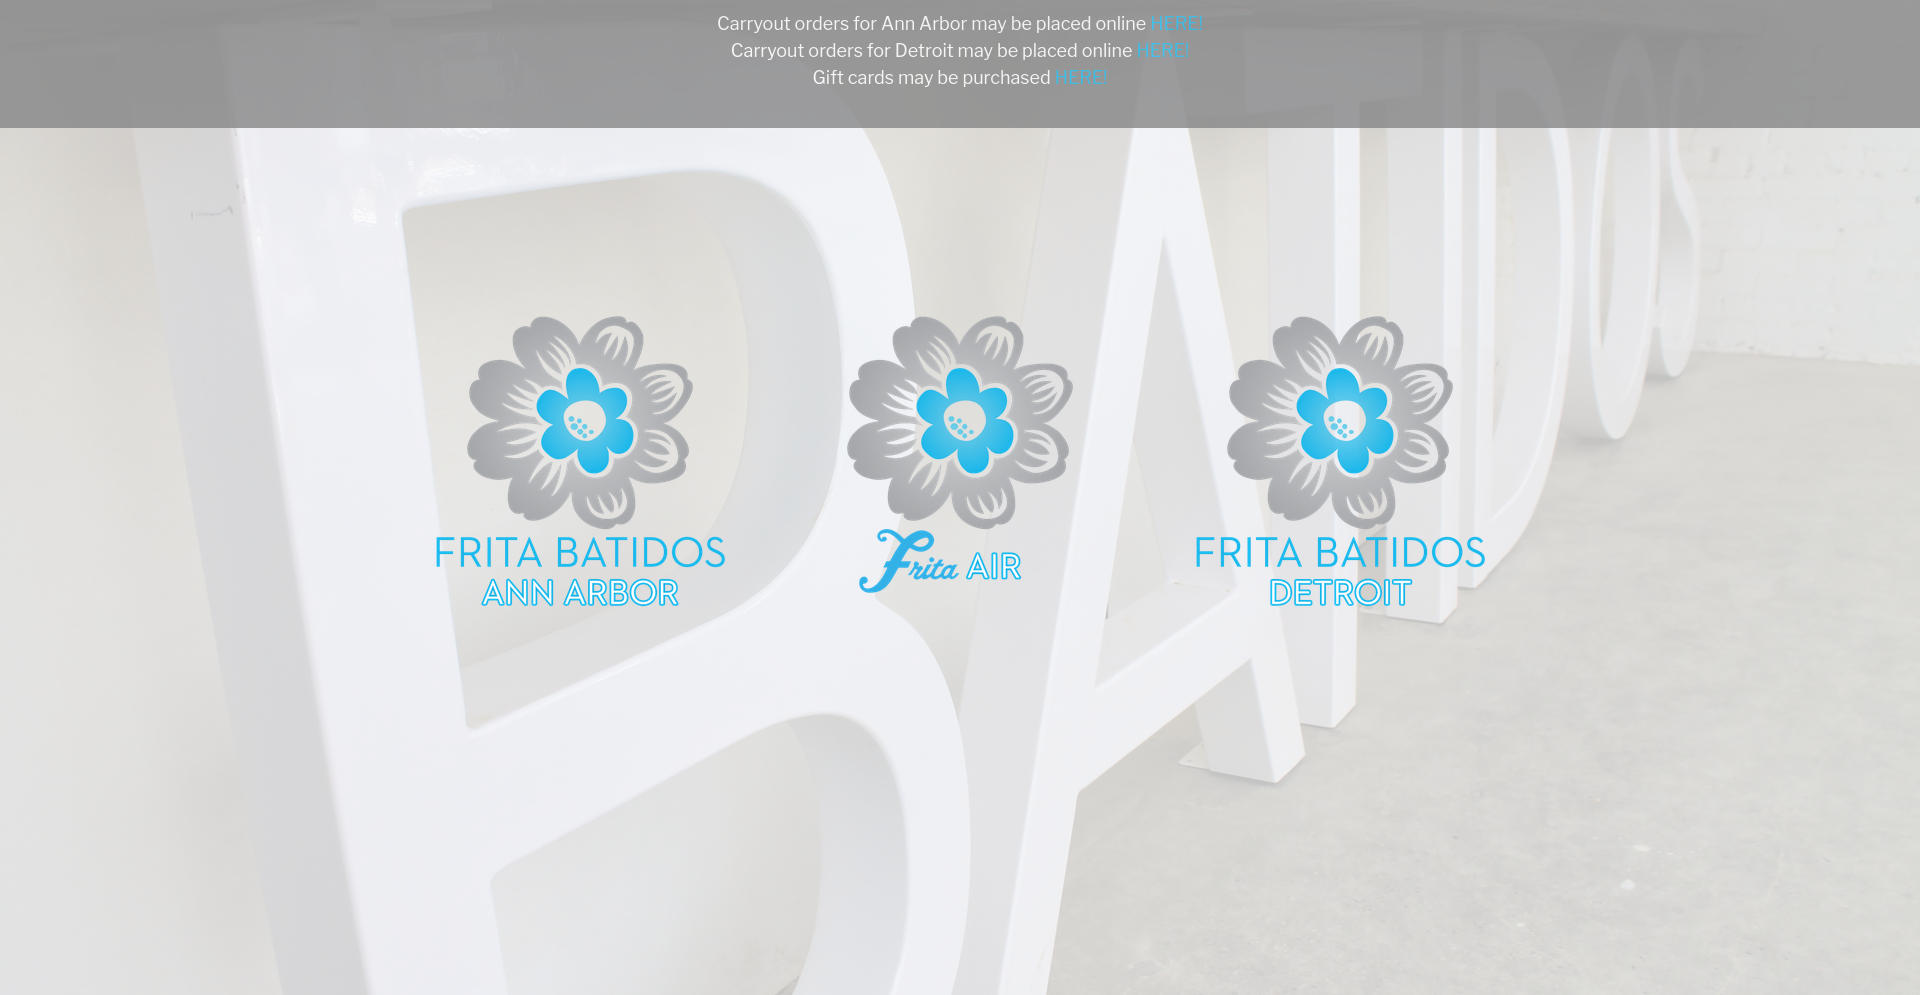 Carryout orders for Ann Arbor may be placed online HERE!
Carryout orders for Detroit may be placed online HERE!
Gift cards may be purchased HERE!
BATIDOS
FRITA BATIDOS
ANN ARBOR
Frita AIR
FRITA BATIDOS
DETROIT